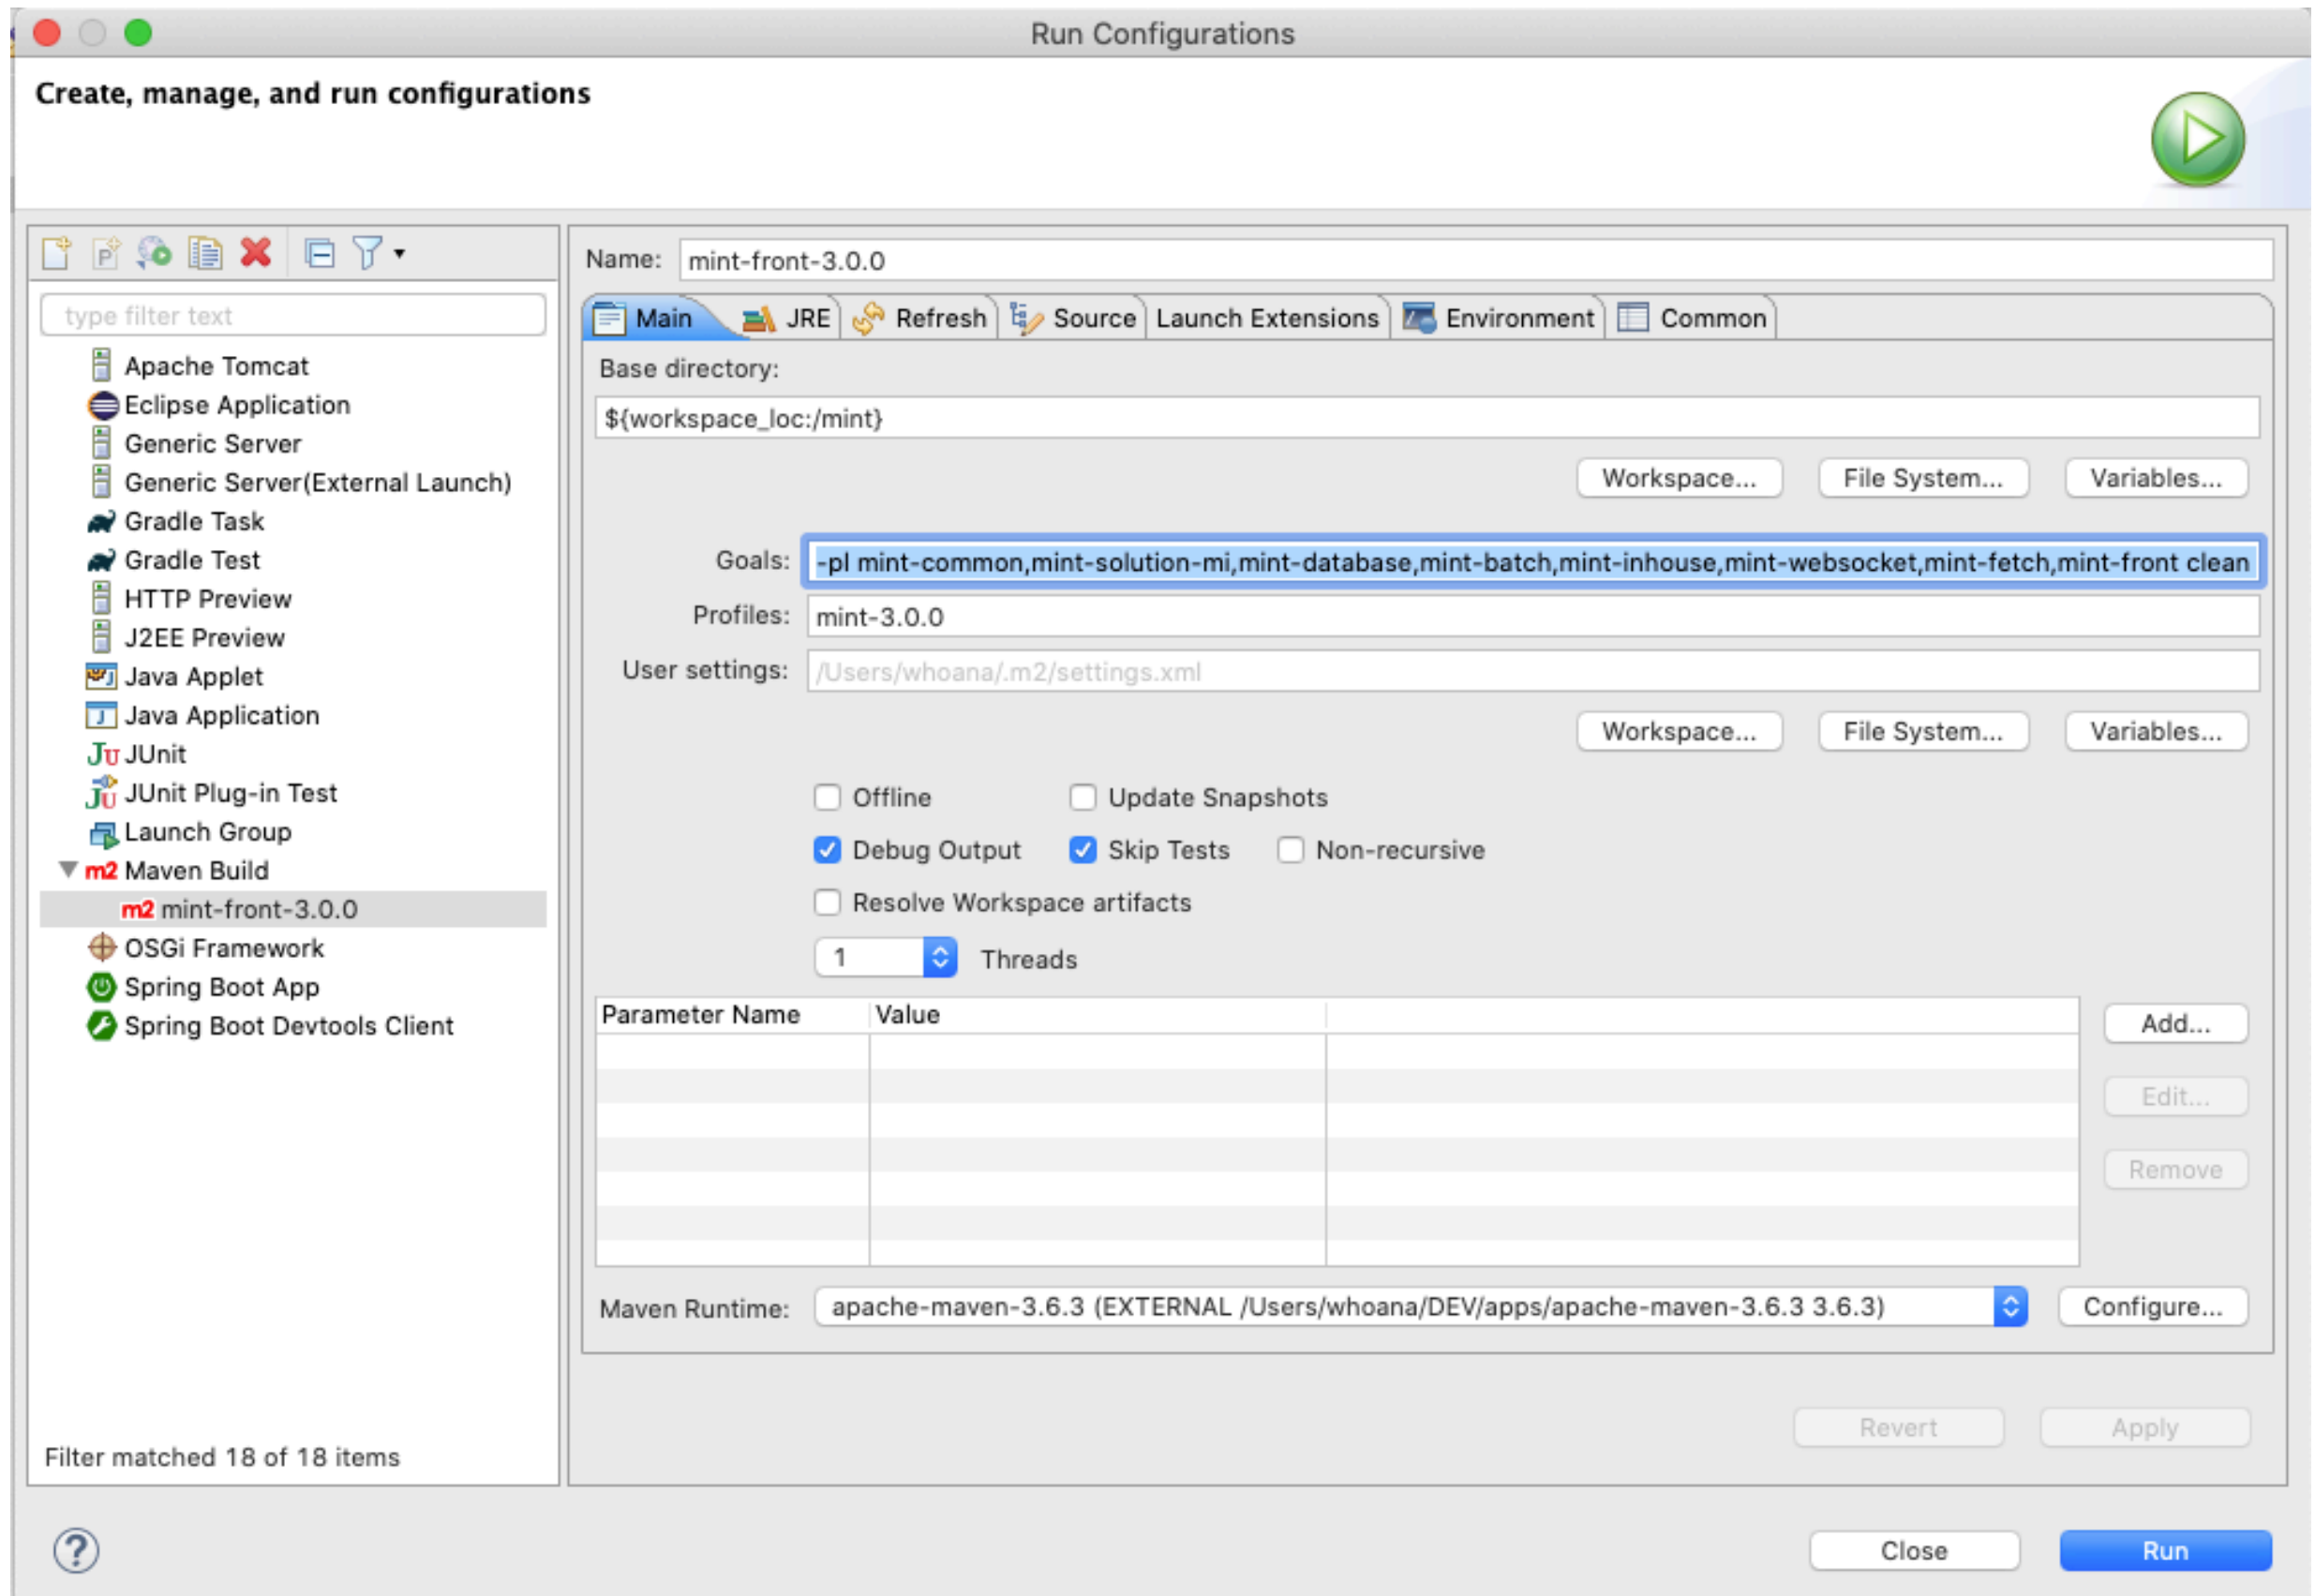 Run Configurations
Create, manage, and run configurations
type filter text
Apache Tomcat
Eclipse Application
Generic Server
Generic Server(External Launch)
Gradle Task
Gradle Test
HTTP Preview
J2EE Preview
Java Applet
Java Application
JUnit
JUnit Plug-in Test
Launch Group
m2 Maven Build
m2 mint-front-3.0.0
OSGi Framework
Spring Boot App
Spring Boot Devtools Client
Filter matched 18 of 18 items
Name: mint-front-3.0.0
Main JRE Refresh Source Launch Extensions Environment Common
Base directory:
${workspace_loc:/mint}
Workspace... File System... Variables...
Goals: -pl mint-common,mint-solution-mi,mint-database,mint-batch,mint-inhouse,mint-websocket,mint-fetch,mint-front clean
Profiles: mint-3.0.0
User settings: /Users/whoana/.m2/settings.xml
Workspace... File System... Variables...
Offline Update Snapshots
Debug Output Skip Tests Non-recursive
Resolve Workspace artifacts
1 Threads
Parameter Name Value
Add...
Edit...
Remove
Maven Runtime: apache-maven-3.6.3 (EXTERNAL /Users/whoana/DEV/apps/apache-maven-3.6.3 3.6.3) Configure...
Revert Apply
? Close Run